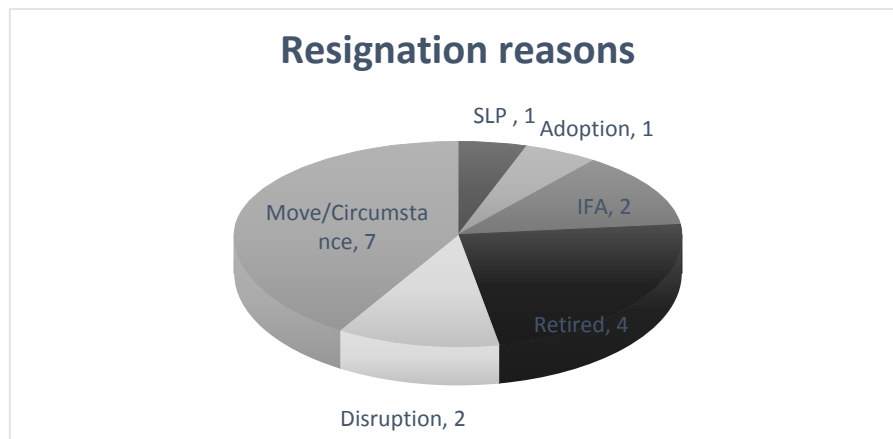 Resignation reasons
SLP , 1
Adoption, 1
IFA, 2
Move/Circumsta
nce, 7
Retired, 4
Disruption, 2